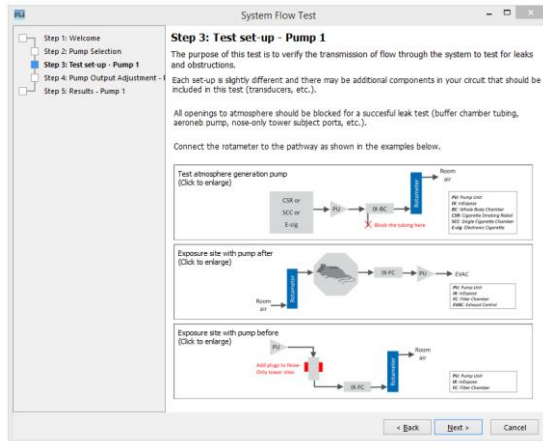 PLI
System Flow Test
Step 1: Welcome
Step 2: Pump Selection
Step 3: Test set-up - Pump 1
Step 4: Pump Output Adjustment - I
Step 5: Results - Pump 1
Step 3: Test set-up - Pump 1
The purpose of this test is to verify the transmission of flow through the system to test for leaks
and obstructions.
Each set-up is slightly different and there may be additional components in your circuit that should be
included in this test (transducers, etc.).
All openings to atmosphere should be blocked for a succesful leak test (buffer chamber tubing,
aeroneb pump, nose-only tower subject ports, etc.).
Connect the rotameter to the pathway as shown in the examples below.
Test atmosphere generation pump
(Click to enlarge)
CSR or
SCC or
E-cig
PU
IX-BC
Block the tubing here
Rotameter
Room
air
PU: Pump Unit
IX: inExpose
BC: Whole Body Chamber
CSR: Cigarette Smoking Robot
SCC: Single Cigarette Chamber
E-cig: Electronic Cigarette
Exposure site with pump after
(Click to enlarge)
Room
air
Rotameter
IX-FC
PU
EVAC
PU: Pump Unit
IX: inExpose
FC: Filter Chamber
EVAC: Exhaust Control
Exposure site with pump before
(Click to enlarge)
PU
Add plugs to Nose-
Only tower sites
IX-FC
Rotameter
Room
air
PU: Pump Unit
IX: inExpose
FC: Filter Chamber
< Back
Next >
Cancel